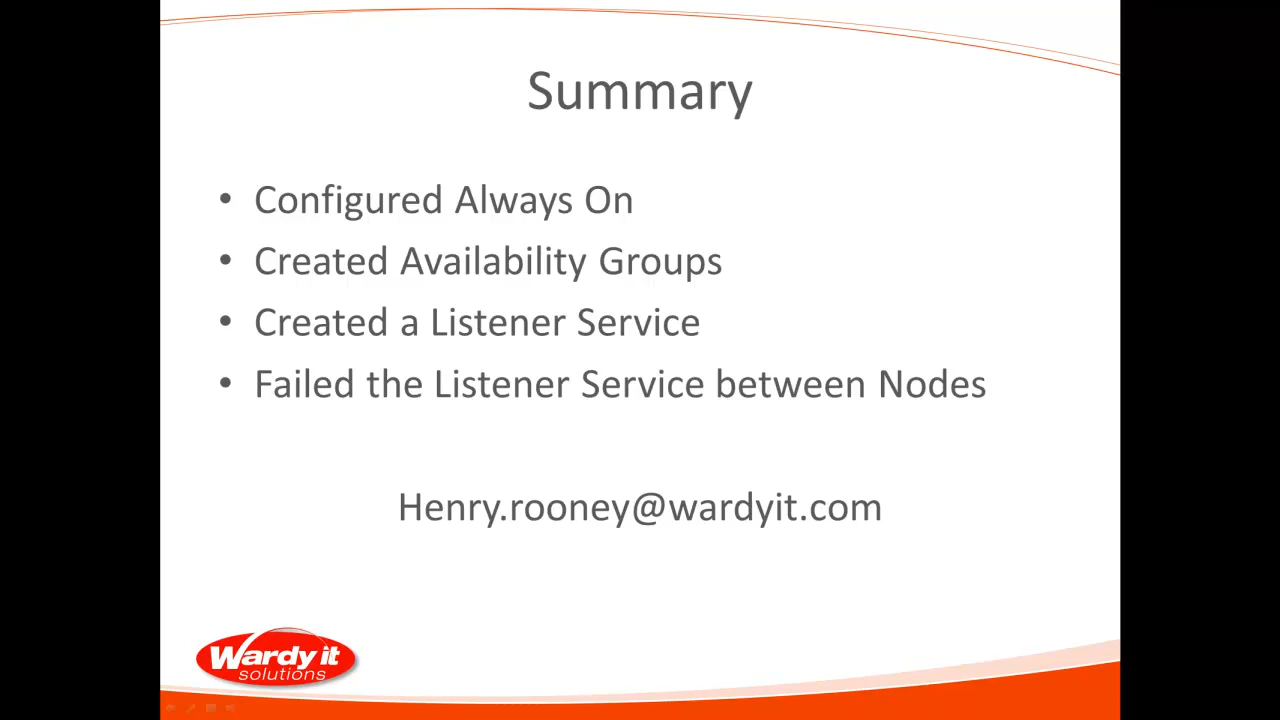 Summary
• Configured Always On
• Created Availability Groups
• Created a Listener Service
• Failed the Listener Service between Nodes
Henry.rooney@wardyit.com
Wardy it
solutions